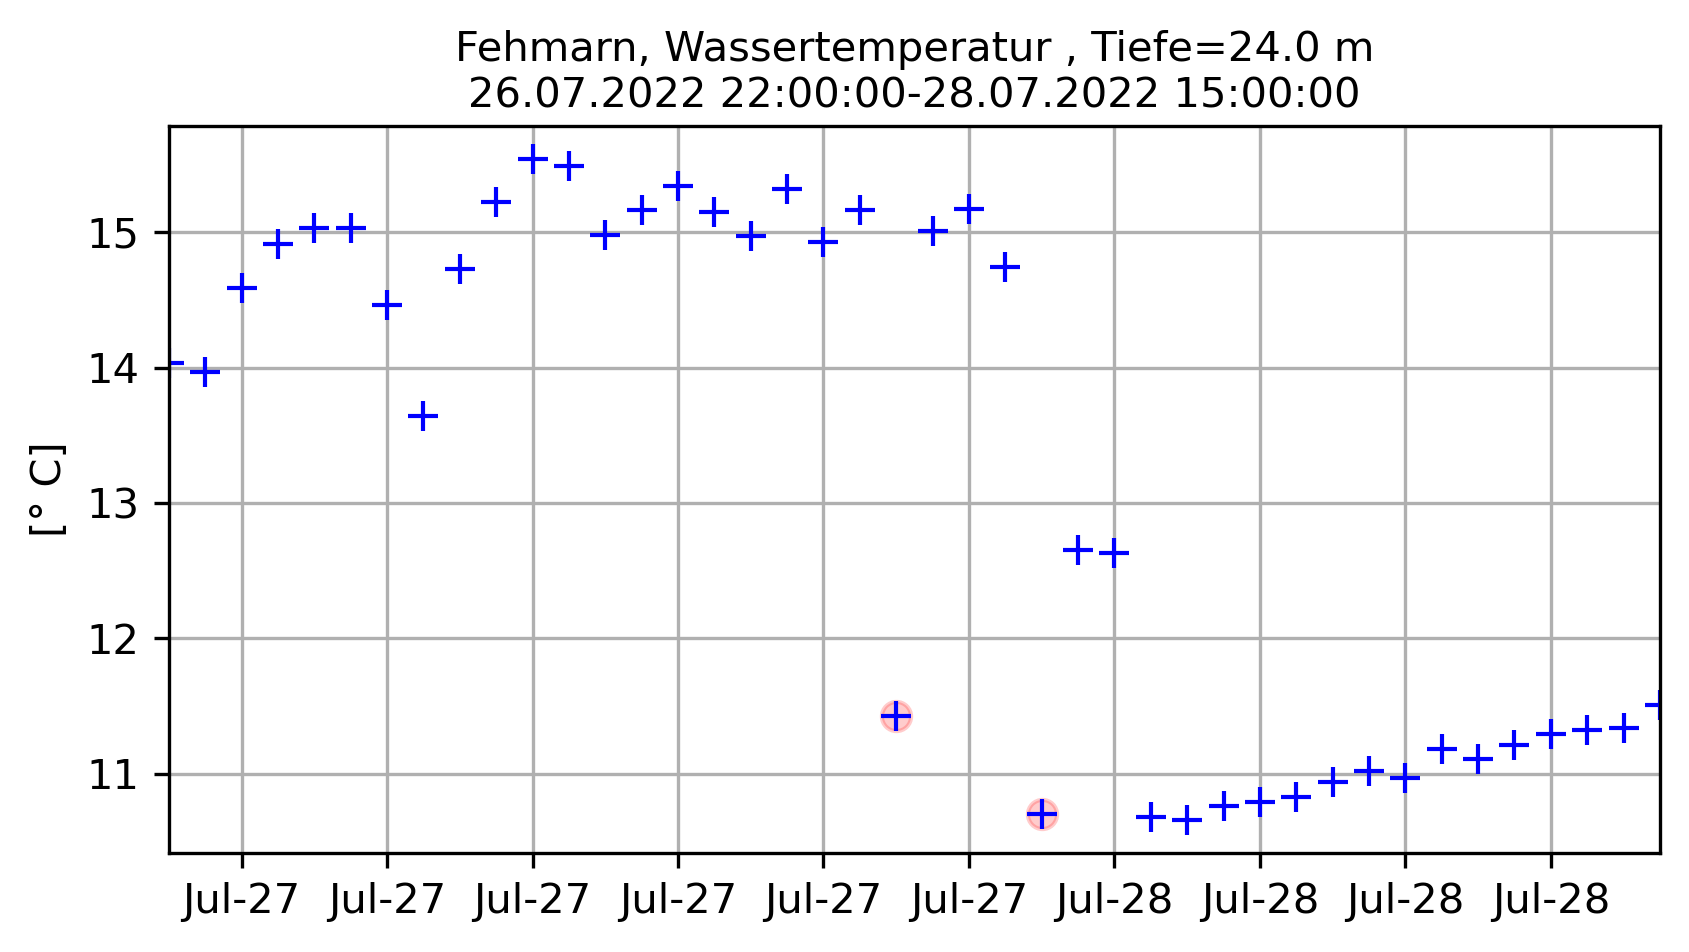 Fehmarn, Wassertemperatur , Tiefe=24.0 m
26.07.2022 22:00:00-28.07.2022 15:00:00
[° C]
15
14
13
12
11
Jul-27 Jul-27 Jul-27 Jul-27 Jul-27 Jul-27 Jul-28 Jul-28 Jul-28 Jul-28